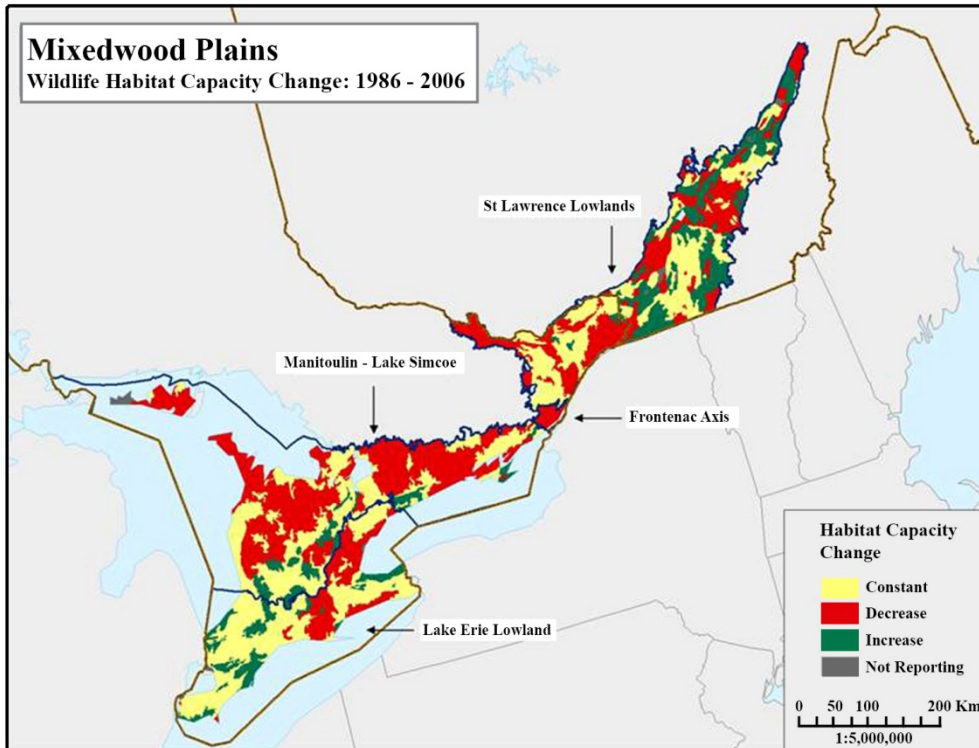 Mixedwood Plains
Wildlife Habitat Capacity Change: 1986 - 2006
St Lawrence Lowlands
Manitoulin - Lake Simcoe
Frontenac Axis
Lake Erie Lowland
Habitat Capacity
Change
Constant
Decrease
Increase
Not Reporting
0 50 100 200 Km
1:5,000,000